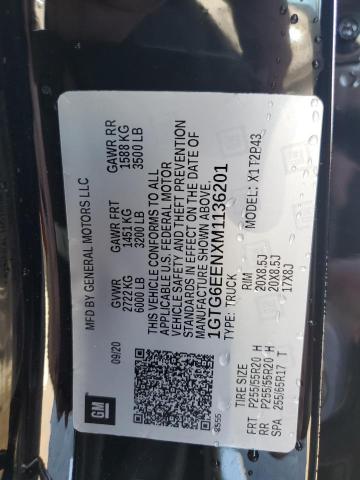 GM
MFD BY GENERAL MOTORS LLC
09/20
GVWR GAWR FRT GAWR RR
2722 KG 1451 KG 1588 KG
6000 LB 3200 LB 3500 LB
THIS VEHICLE CONFORMS TO ALL
APPLICABLE U.S. FEDERAL MOTOR
VEHICLE SAFETY AND THEFT PREVENTION
STANDARDS IN EFFECT ON THE DATE OF
MANUFACTURE SHOWN ABOVE.
1GTG6EENXM1136201
TYPE: TRUCK MODEL: X1T2B43
TIRE SIZE RIM
FRT P255/55R20 H 20X8.5J
RR P255/55R20 H 20X8.5J
SPA 255/65R17 T 17X8J